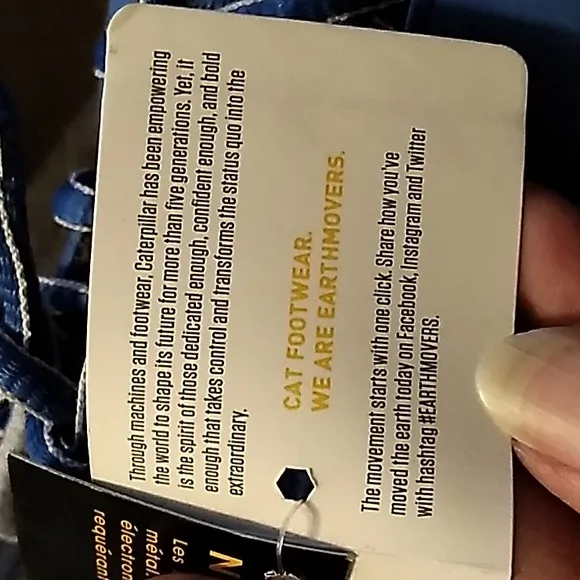 Though machines and footwear, Caterpillar has been empowering
the world to shape its future for more than five generations. Yet, it
is the spirit of those dedicated enough, confident enough, and bold
enough that takes control and transforms the status quo into the
extraordinary.
CAT FOOTWEAR.
WE ARE EARTHMOVERS.
The movement starts with one click. Share how you've
moved the earth today on Facebook, Instagram and Twitter
with hashtag #EARTHMOVERS.
Les
métal